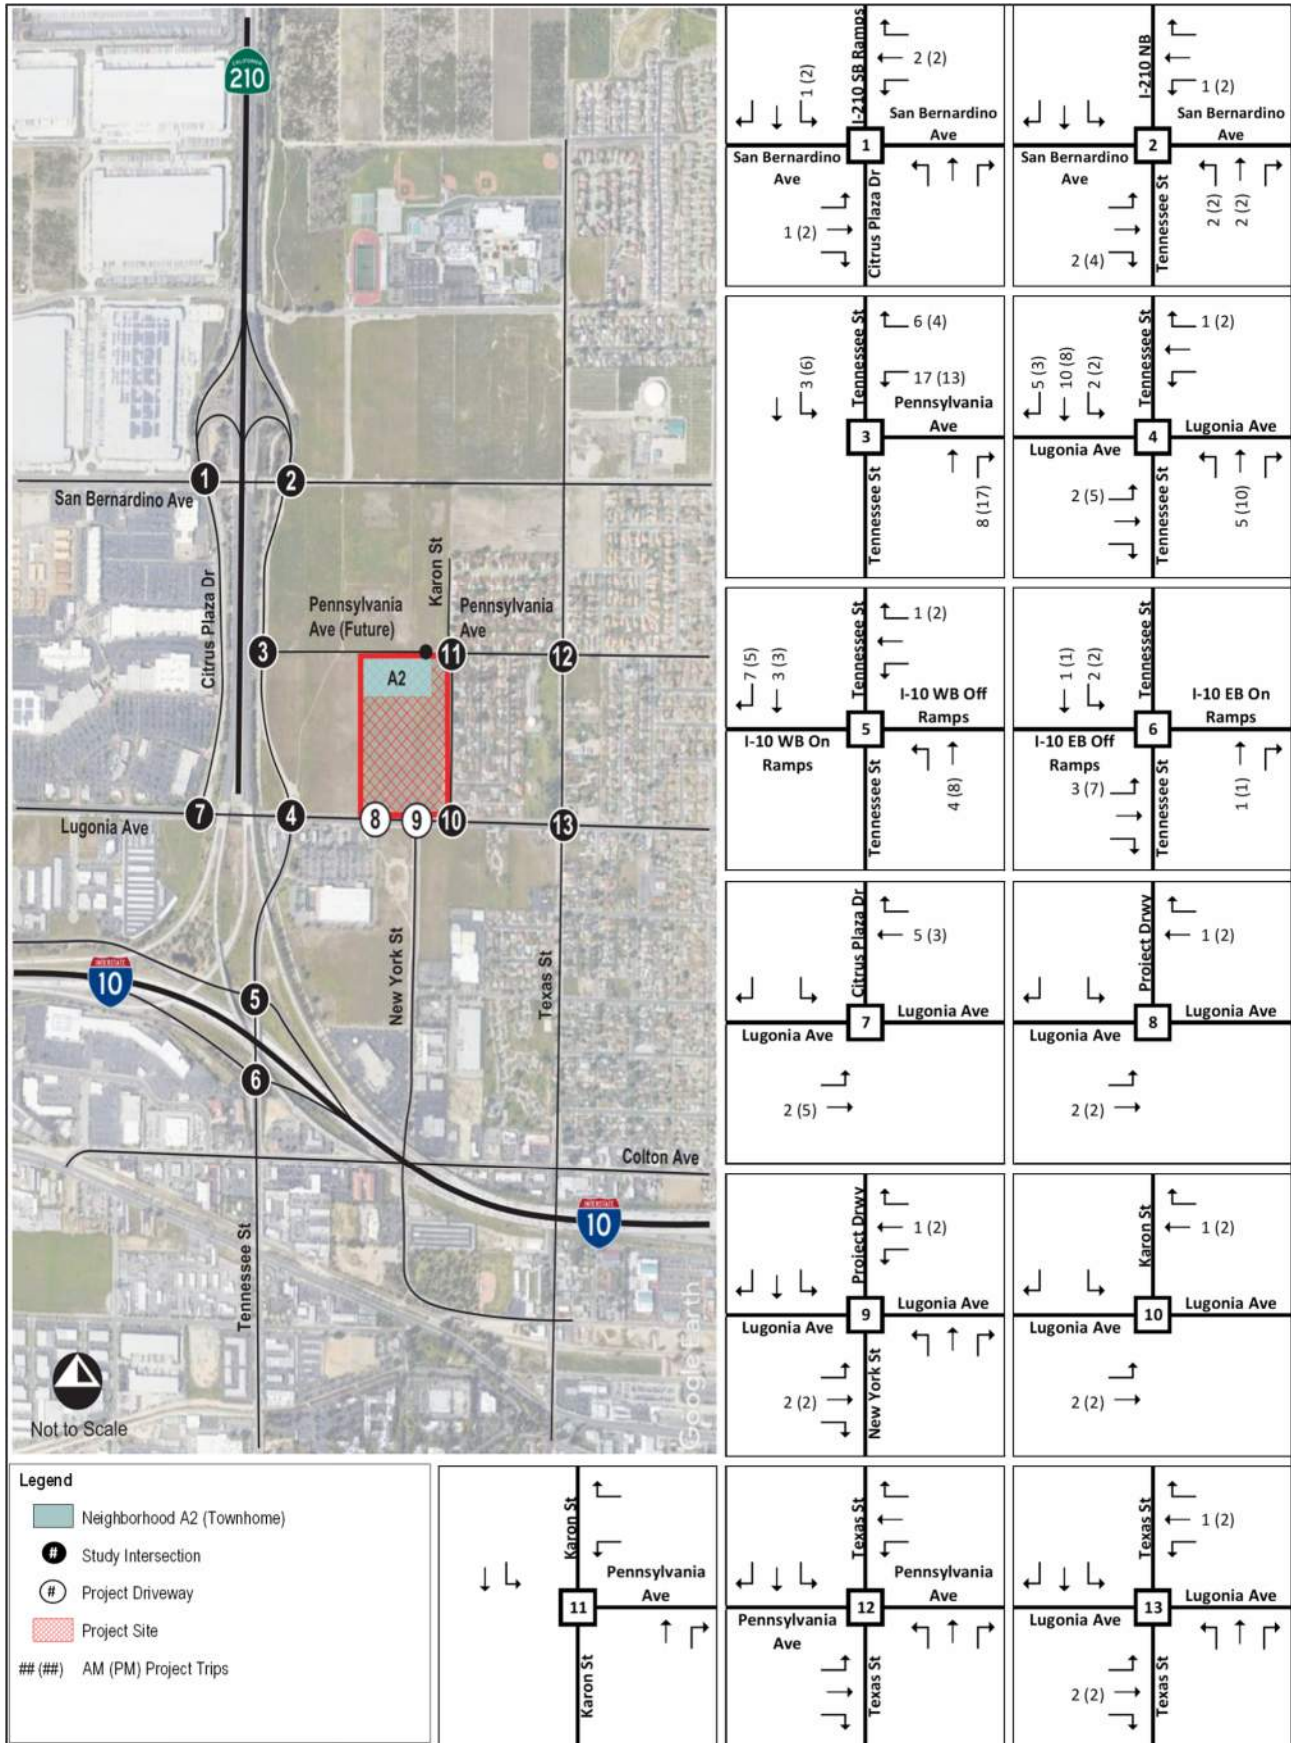 CALIFORNIA
210
1
2
San Bernardino Ave
Citrus Plaza Dr
Karon St
Pennsylvania
Ave (Future)
Pennsylvania
Ave
3
11
12
A2
7
4
8
9
10
13
Lugonia Ave
New York St
Texas St
INTERSTATE
10
5
6
Colton Ave
INTERSTATE
10
Tennessee St
Google Earth
Not to Scale
I-210 SB Ramps
2 (2)
1 (2)
San Bernardino
Ave
1
San Bernardino
Ave
Citrus Plaza Dr
1 (2)
I-210 NB
1 (2)
San Bernardino
Ave
2
San Bernardino
Ave
Tennessee St
2 (2)
2 (2)
2 (4)
Tennessee St
6 (4)
3 (6)
17 (13)
Pennsylvania
Ave
3
Tennessee St
8 (17)
Tennessee St
1 (2)
5 (3)
10 (8)
2 (2)
Lugonia Ave
4
Lugonia Ave
Tennessee St
2 (5)
5 (10)
Tennessee St
1 (2)
7 (5)
3 (3)
I-10 WB Off
Ramps
5
I-10 WB On
Ramps
Tennessee St
4 (8)
Tennessee St
1 (1)
2 (2)
I-10 EB On
Ramps
6
I-10 EB Off
Ramps
Tennessee St
3 (7)
1 (1)
Citrus Plaza Dr
5 (3)
Lugonia Ave
7
Lugonia Ave
2 (5)
Project Drwy
1 (2)
Lugonia Ave
8
Lugonia Ave
2 (2)
Project Drwy
1 (2)
Lugonia Ave
9
Lugonia Ave
New York St
2 (2)
Karon St
1 (2)
Lugonia Ave
10
Lugonia Ave
2 (2)
Legend
Neighborhood A2 (Townhome)
# Study Intersection
# Project Driveway
Project Site
## (##) AM (PM) Project Trips
Karon St
Pennsylvania
Ave
11
Karon St
Texas St
Pennsylvania
Ave
12
Pennsylvania
Ave
Texas St
Texas St
1 (2)
Lugonia Ave
13
Lugonia Ave
Texas St
2 (2)